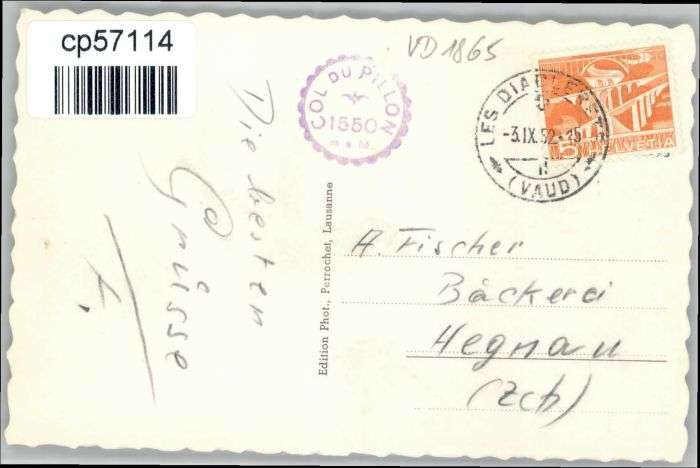 cp57114
VD 1865
COL DU PILLON
1550
m s M.
LES DIABLERETS
-3.IX.52-15
(VAUD)
5 HELVETIA
Die besten
Grüsse
Edition Phot., Perrochet, Lausanne
A. Fischer
Bäckerei
Hegnau
(Zch)